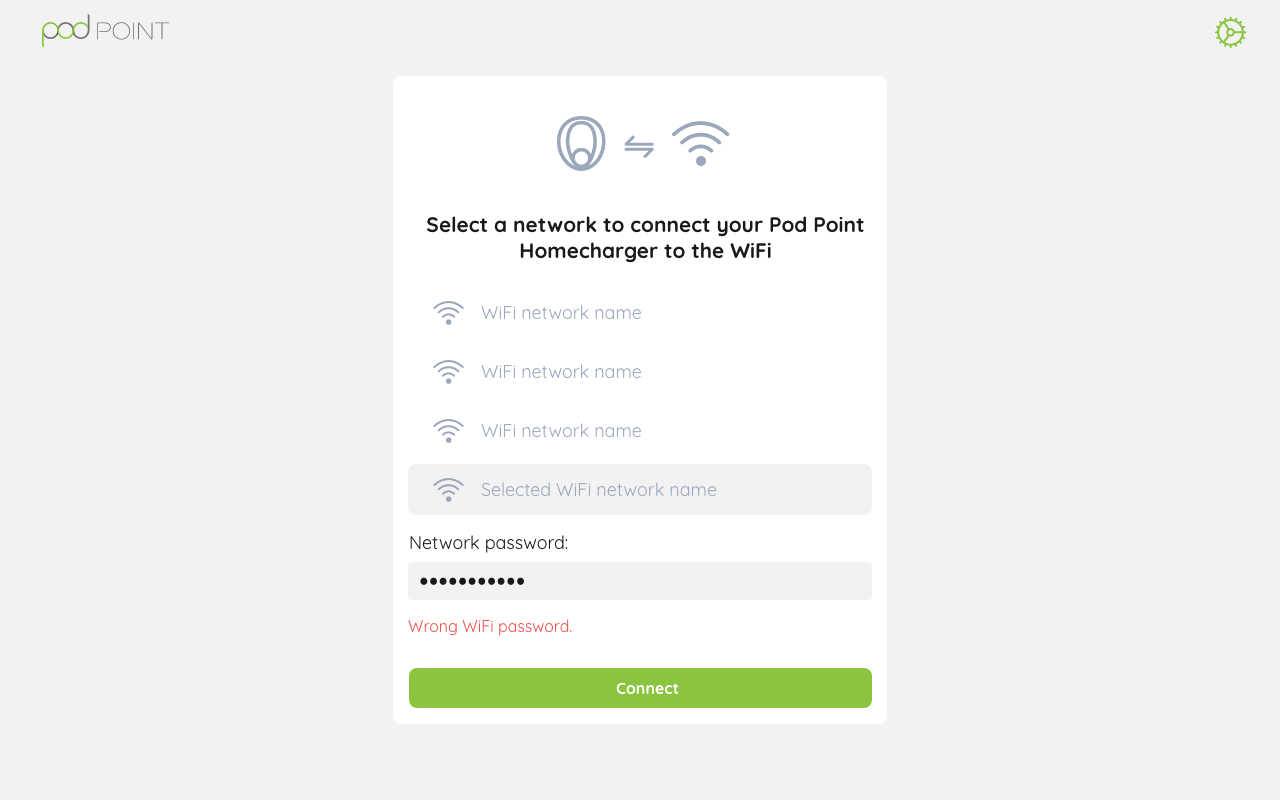 pod POINT
Select a network to connect your Pod Point
Homecharger to the WiFi
WiFi network name
WiFi network name
WiFi network name
Selected WiFi network name
Network password:
•••••••••••
Wrong WiFi password.
Connect